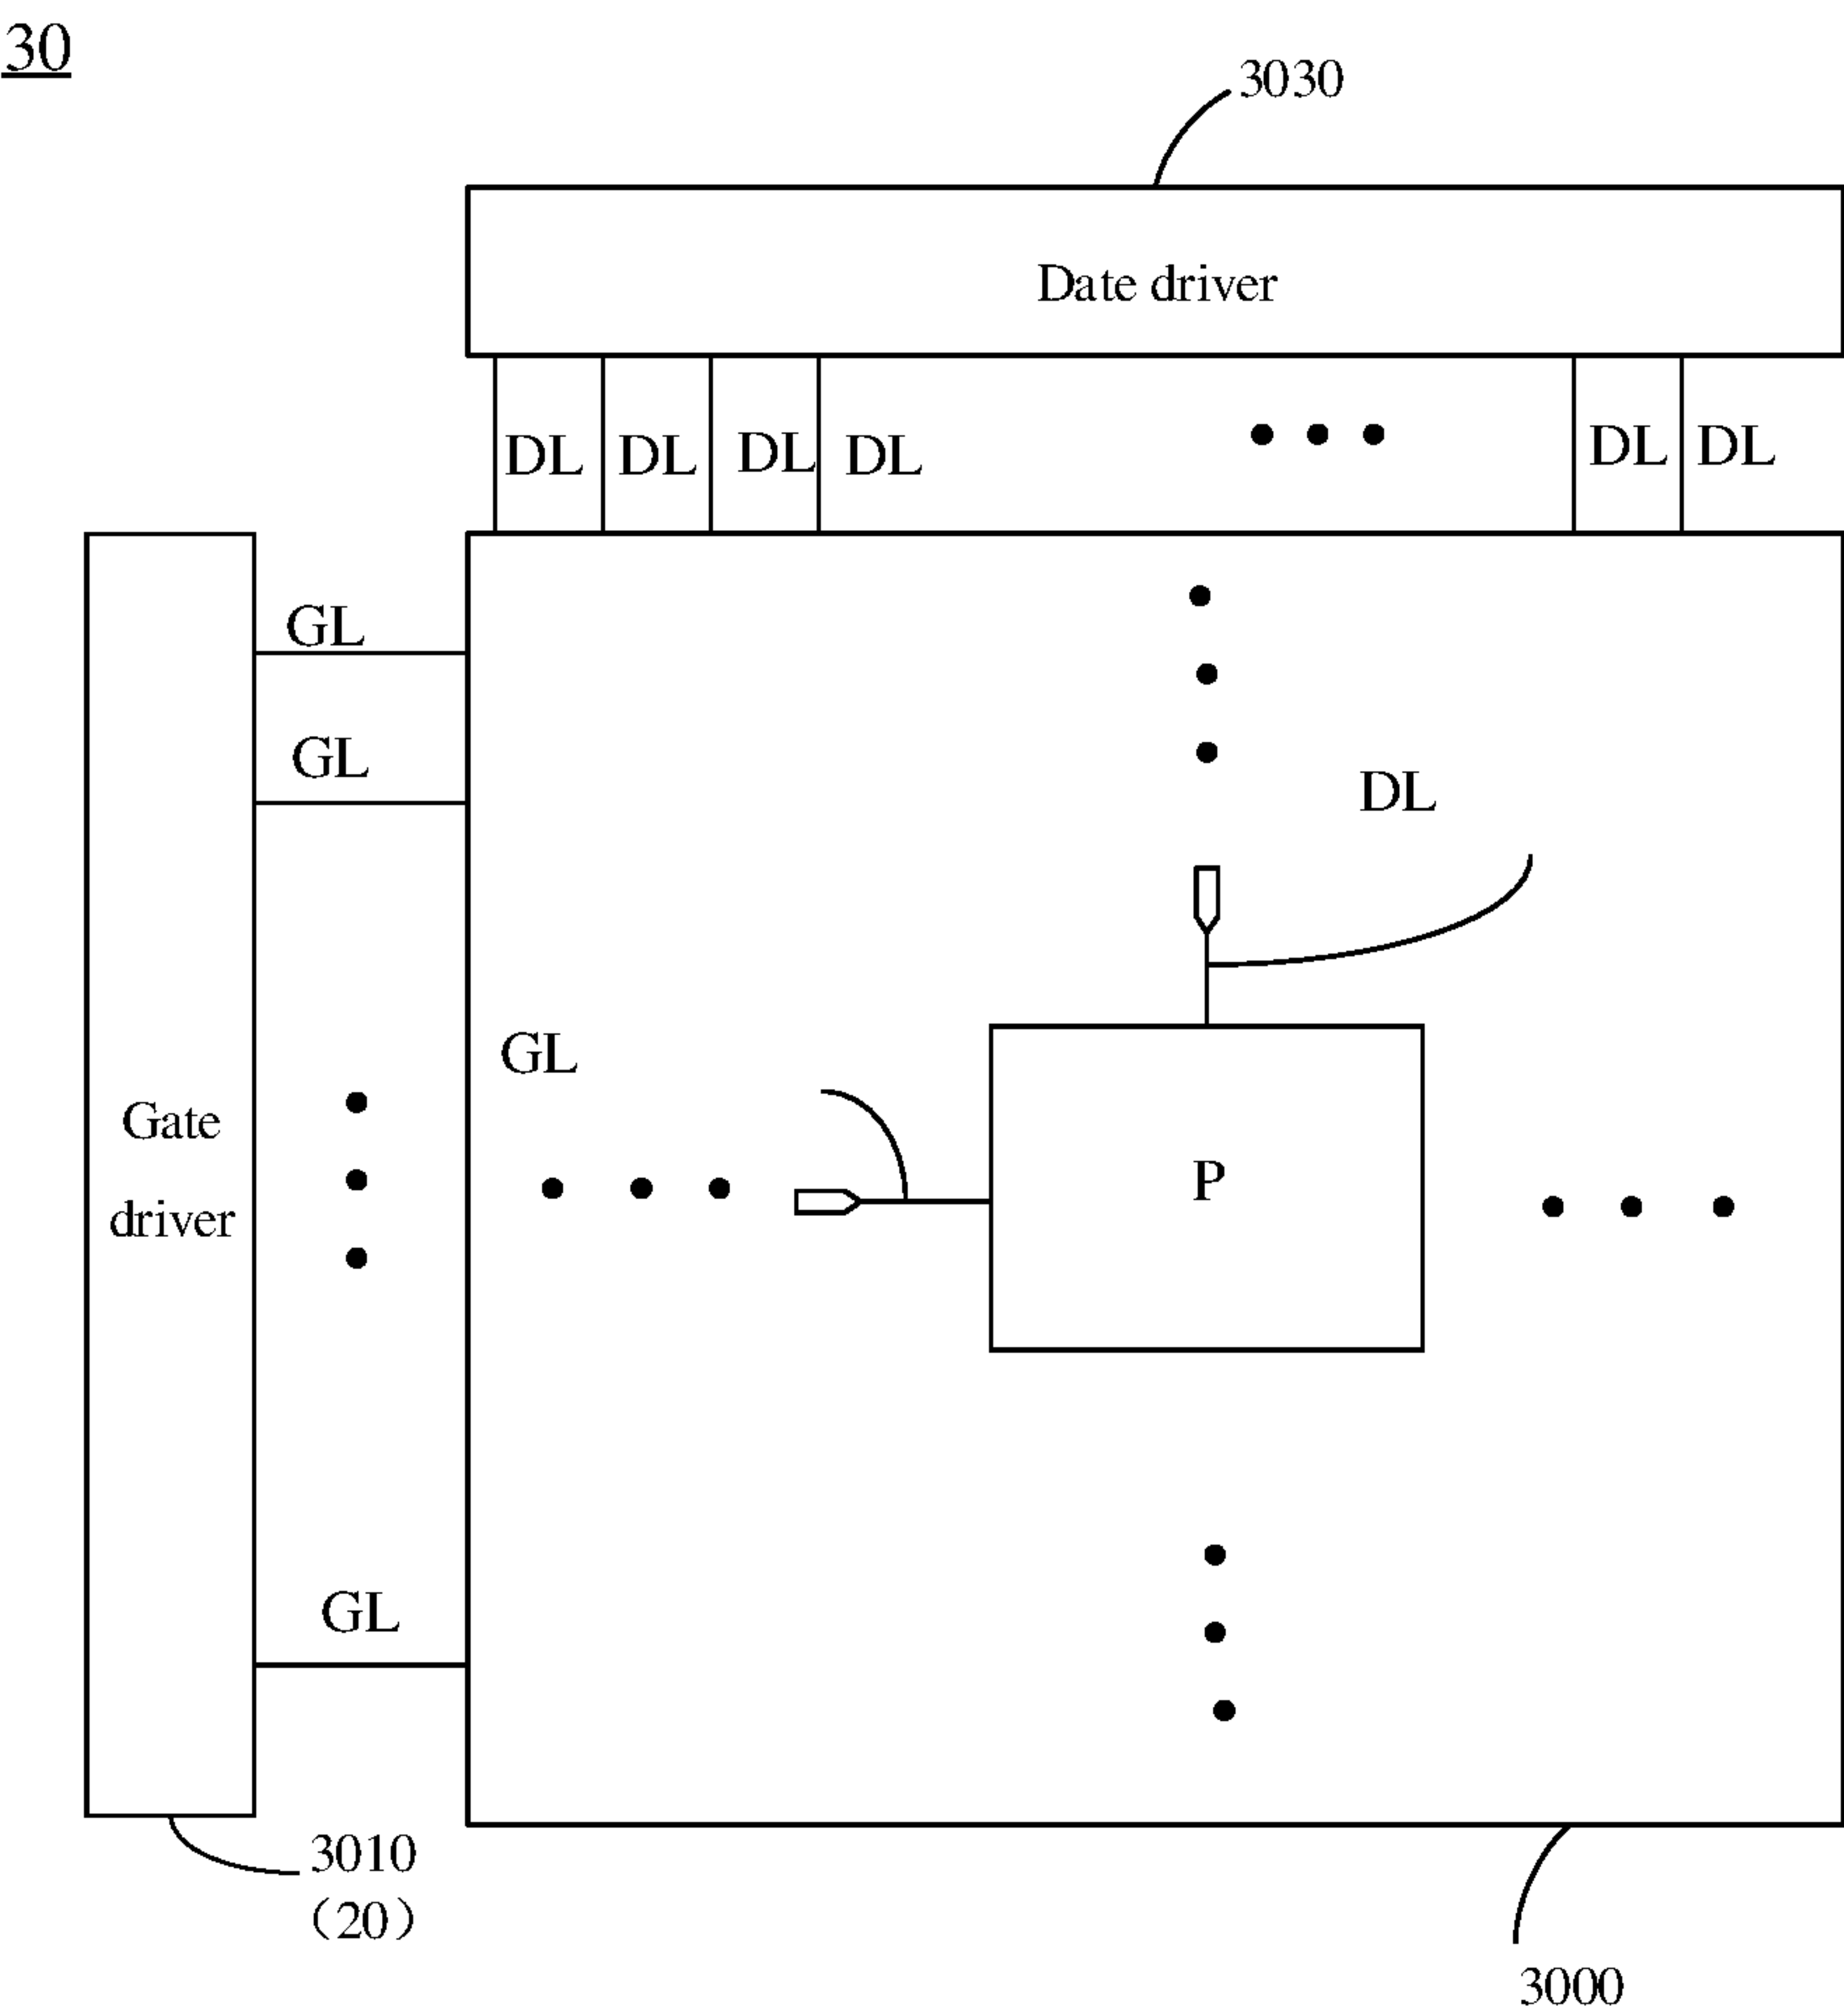 30
3030
Date driver
DL DL DL DL DL DL
GL
GL
DL
GL
Gate
driver
P
GL
3010
（20）
3000